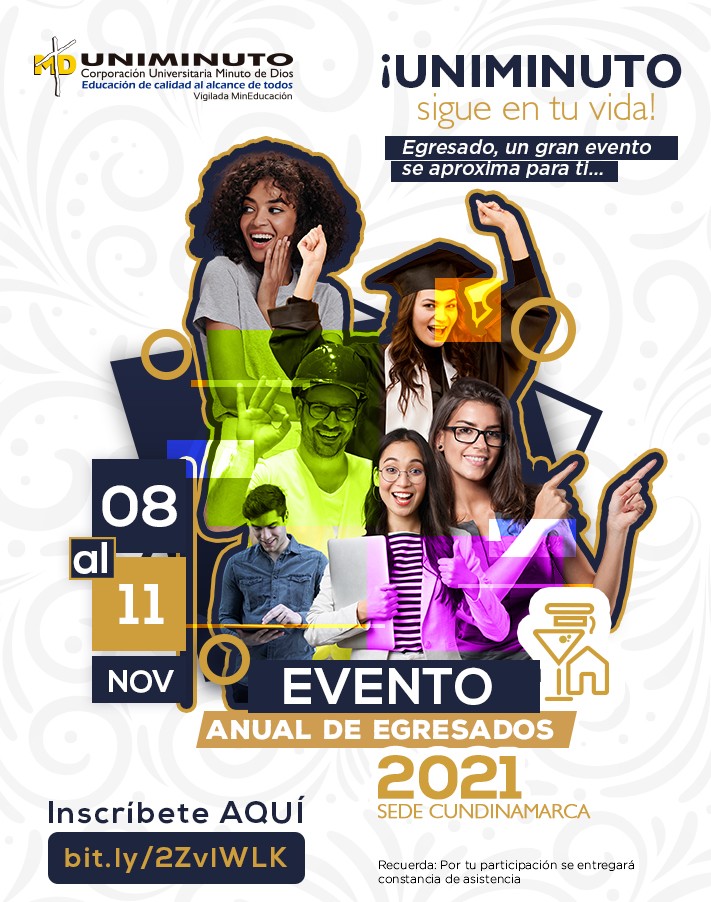 MD UNIMINUTO
Corporación Universitaria Minuto de Dios
Educación de calidad al alcance de todos
Vigilada MinEducación
¡UNIMINUTO
sigue en tu vida!
Egresado, un gran evento
se aproxima para ti...
08
al
11
NOV
EVENTO
ANUAL DE EGRESADOS
2021
SEDE CUNDINAMARCA
Inscríbete AQUÍ
bit.ly/2ZvlWLK
Recuerda: Por tu participación se entregará
constancia de asistencia